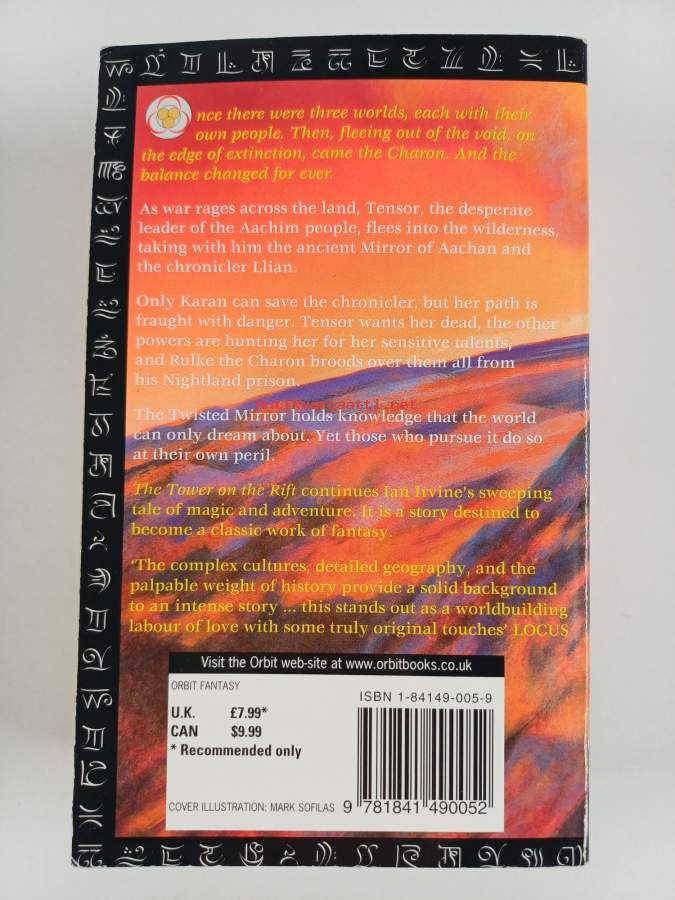 nce there were three worlds, each with their
own people. Then, fleeing out of the void, on
the edge of extinction, came the Charon. And the
balance changed for ever.
As war rages across the land, Tensor, the desperate
leader of the Aachim people, flees into the wilderness,
taking with him the ancient Mirror of Aachan and
the chronicler Llian.
Only Karan can save the chronicler, but her path is
fraught with danger. Tensor wants her dead, the other
powers are hunting her for her sensitive talents,
and Rulke the Charon broods over them all from
his Nightland prison.
The Twisted Mirror holds knowledge that the world
can only dream about. Yet those who pursue it do so
at their own peril.
The Tower on the Rift continues Ian Irvine's sweeping
tale of magic and adventure. It is a story destined to
become a classic work of fantasy.
'The complex cultures, detailed geography, and the
palpable weight of history provide a solid background
to an intense story ... this stands out as a worldbuilding
labour of love with some truly original touches' LOCUS
Visit the Orbit web-site at www.orbitbooks.co.uk
ORBIT FANTASY
U.K. £7.99*
CAN $9.99
* Recommended only
COVER ILLUSTRATION: MARK SOFILAS
ISBN 1-84149-005-9
9 781841 490052